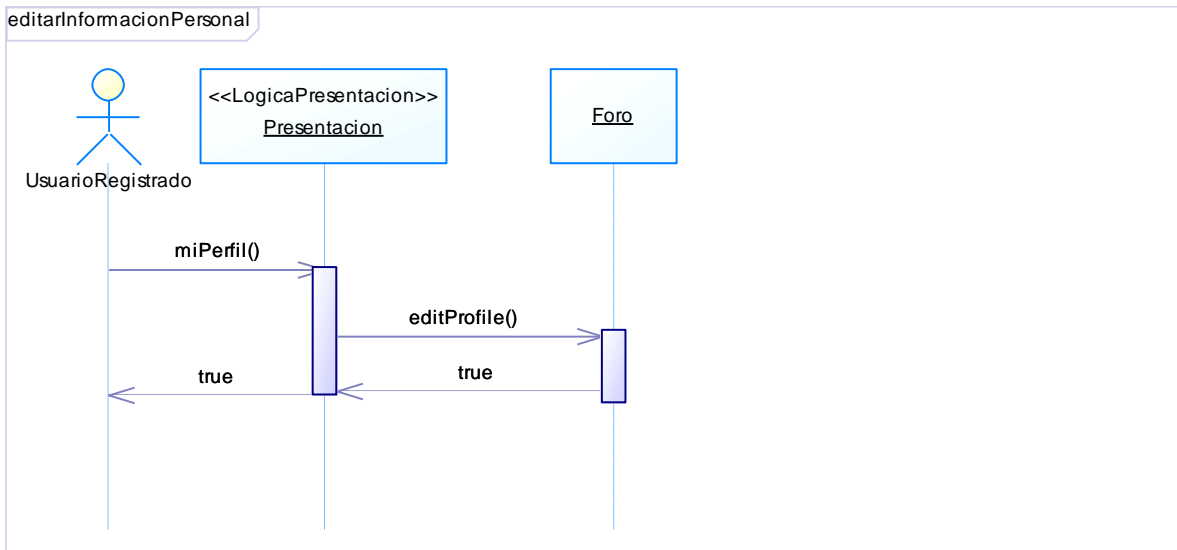 editarInformacionPersonal
<<LogicaPresentacion>>
Presentacion
Foro
UsuarioRegistrado
miPerfil()
editProfile()
true
true